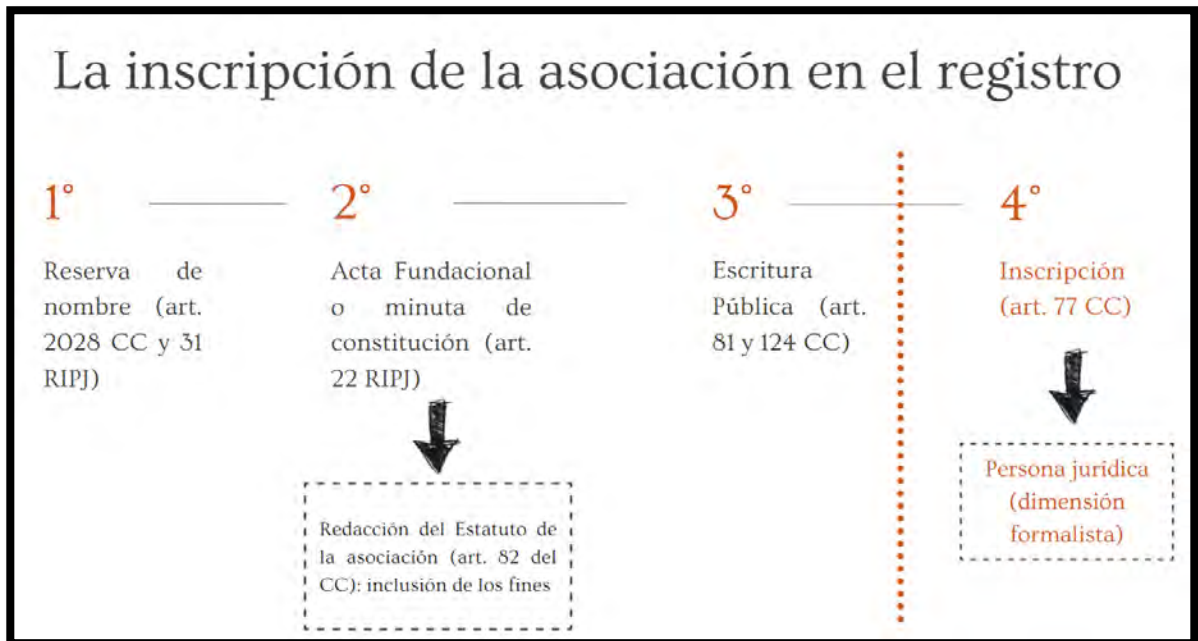 La inscripción de la asociación en el registro
1°
2°
3°
4°
Reserva de
nombre (art.
2028 CC y 31
RIPJ)
Acta Fundacional
o minuta de
constitución (art.
22 RIPJ)
Escritura
Pública (art.
81 y 124 CC)
Inscripción
(art. 77 CC)
Redacción del Estatuto de
la asociación (art. 82 del
CC): inclusión de los fines
Persona jurídica
(dimensión
formalista)